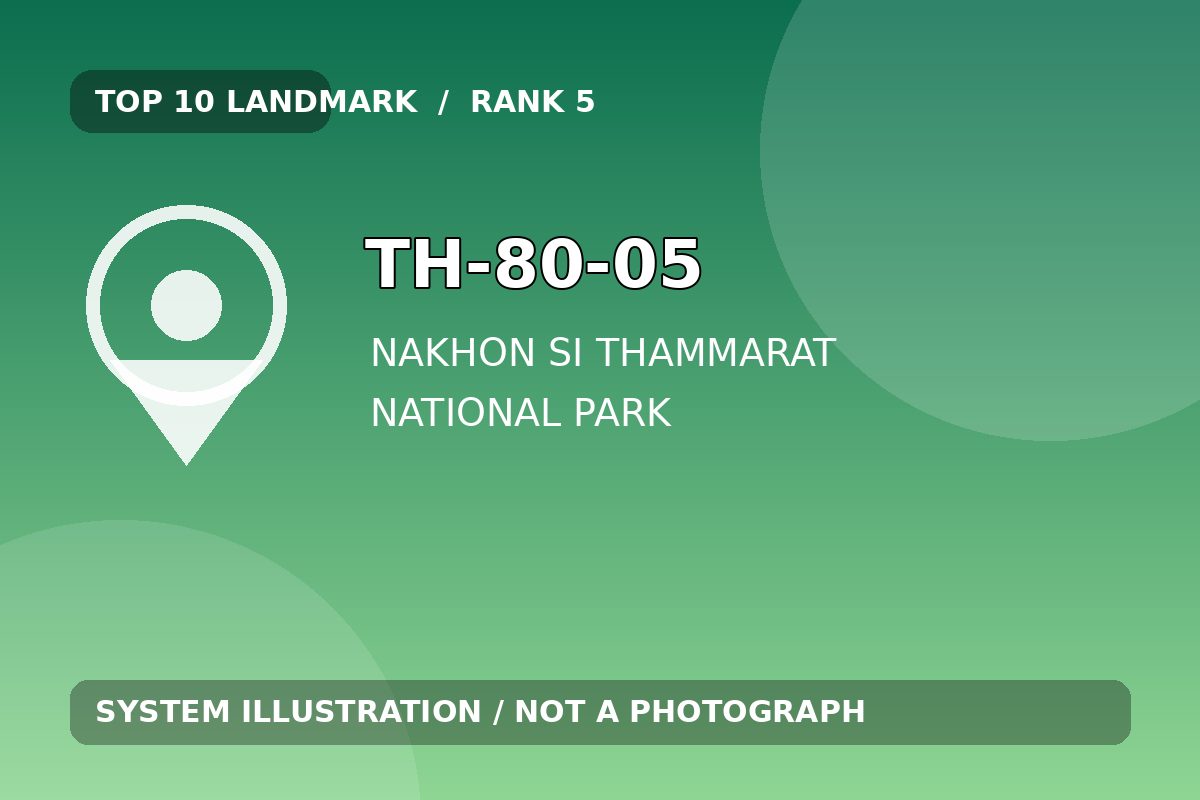 TOP 10 LANDMARK / RANK 5
TH-80-05
NAKHON SI THAMMARAT
NATIONAL PARK
SYSTEM ILLUSTRATION / NOT A PHOTOGRAPH